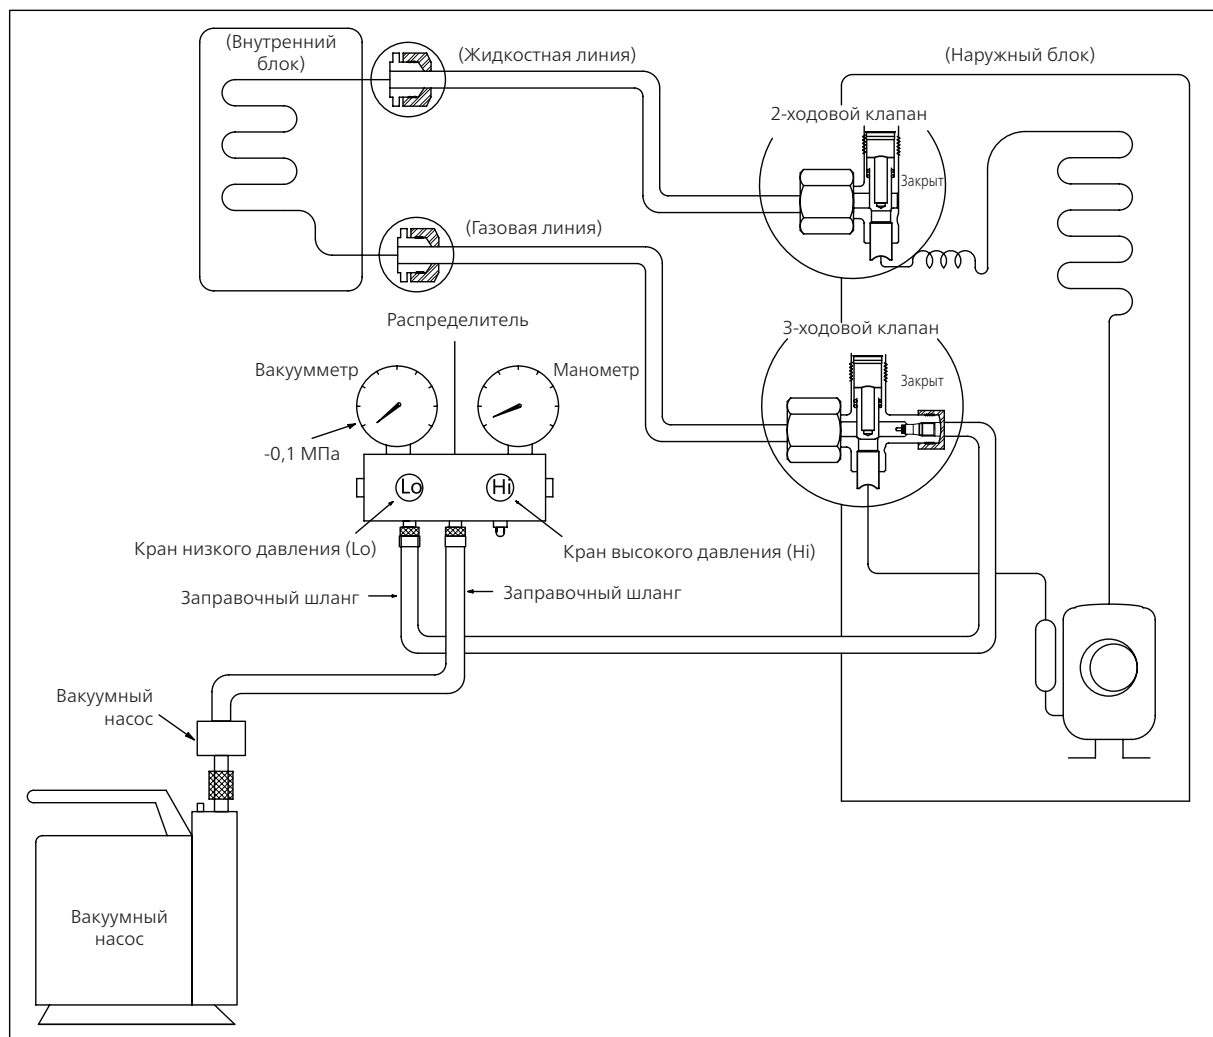 (Внутренний
блок)
(Жидкостная линия)
(Наружный блок)
2-ходовой клапан
Закрыт
(Газовая линия)
Распределитель
3-ходовой клапан
Вакуумметр
Манометр
Закрыт
-0,1 МПа
Lo
Hi
Кран низкого давления (Lo)
Кран высокого давления (Hi)
Заправочный шланг
Заправочный шланг
Вакуумный
насос
Вакуумный
насос